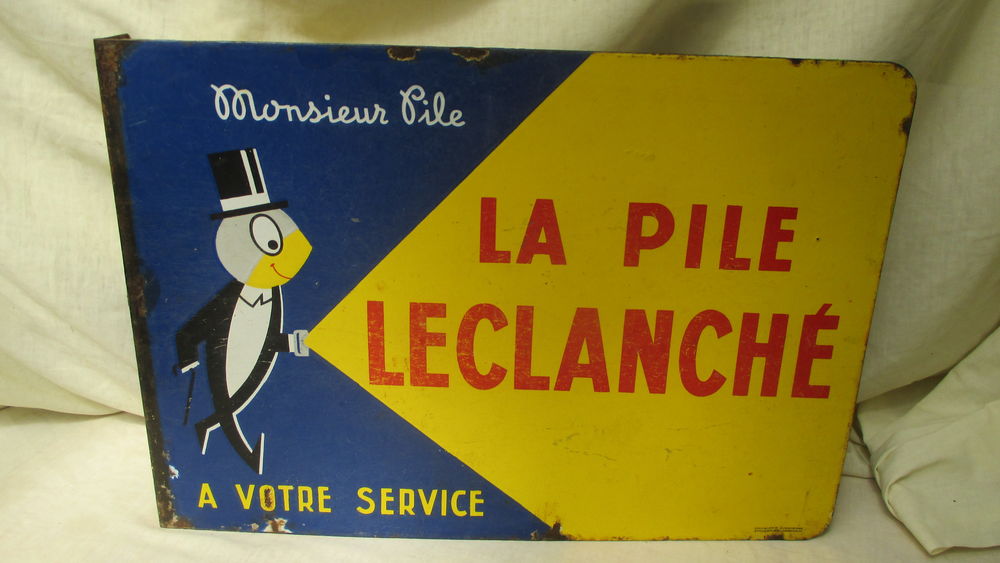 Monsieur Pile
LA PILE
LECLANCHÉ
A VOTRE SERVICE